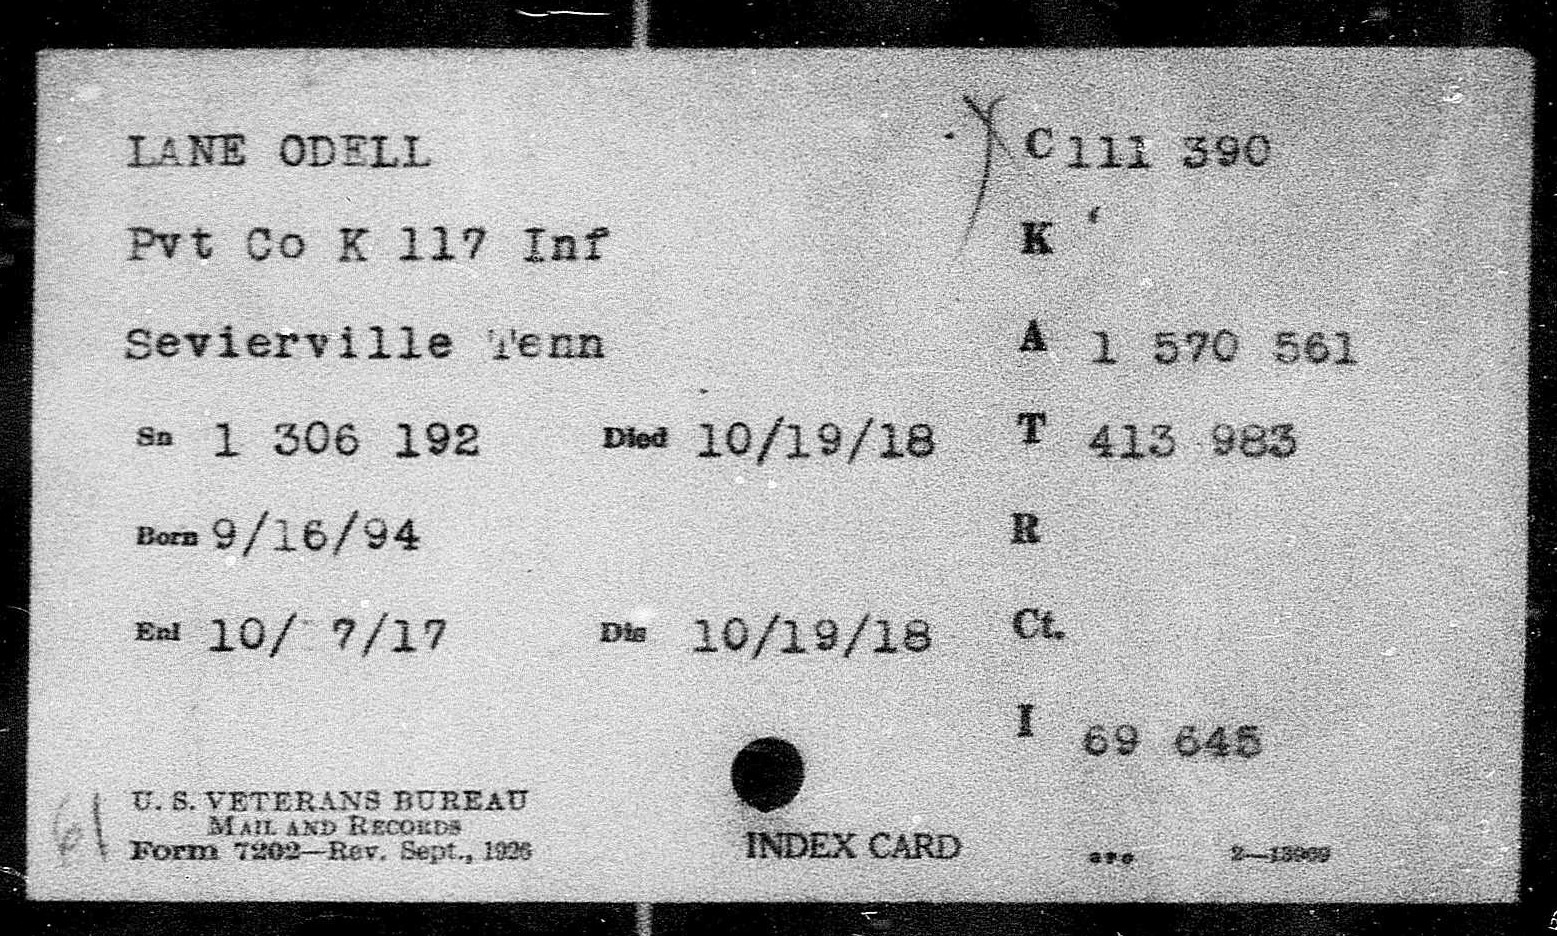 LANE ODELL C 111 390
Pvt Co K 117 Inf K
Sevierville Tenn A 1 570 561
Sn 1 306 192 Died 10/19/18 T 413 983
Born 9/16/94 R
Enl 10/ 7/17 Dis 10/19/18 Ct.
I 69 645
U. S. VETERANS BUREAU
MAIL AND RECORDS
Form 7202—Rev. Sept., 1926
INDEX CARD
61